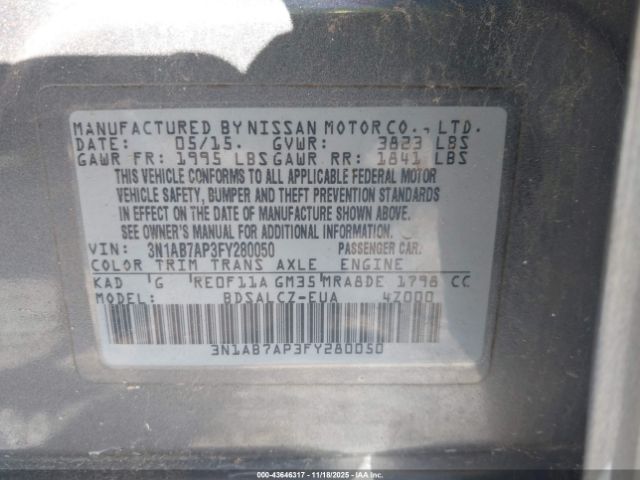 MANUFACTURED BY NISSAN MOTOR CO., LTD.
DATE: 05/15. GVWR: 3823 LBS
GAWR FR: 1995 LBS GAWR RR: 1841 LBS
THIS VEHICLE CONFORMS TO ALL APPLICABLE FEDERAL MOTOR
VEHICLE SAFETY, BUMPER AND THEFT PREVENTION STANDARDS
IN EFFECT ON THE DATE OF MANUFACTURE SHOWN ABOVE.
SEE OWNER'S MANUAL FOR ADDITIONAL INFORMATION.
VIN: 3N1AB7AP3FY280050 PASSENGER CAR.
COLOR TRIM TRANS AXLE ENGINE
KAD G RE0F11A GM35 MRA8DE 1798 CC
MODEL: BDSALCZ-EUA 4Z000
3N1AB7AP3FY280050
000-43646317 - 11/18/2025 - IAAI.COM